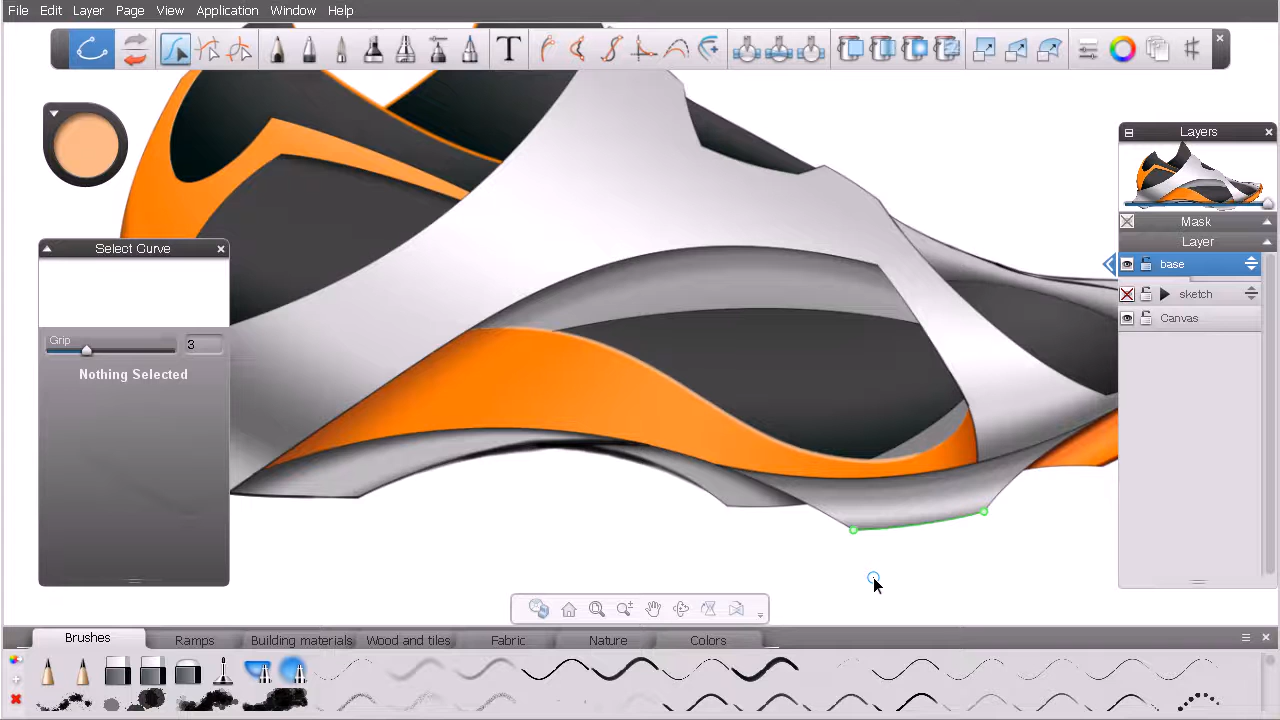 File Edit Layer Page View Application Window Help
T
Layers
Select Curve
Mask
Layer
base
Grip
3
sketch
Canvas
Nothing Selected
Brushes Ramps Building materials Wood and tiles Fabric Nature Colors